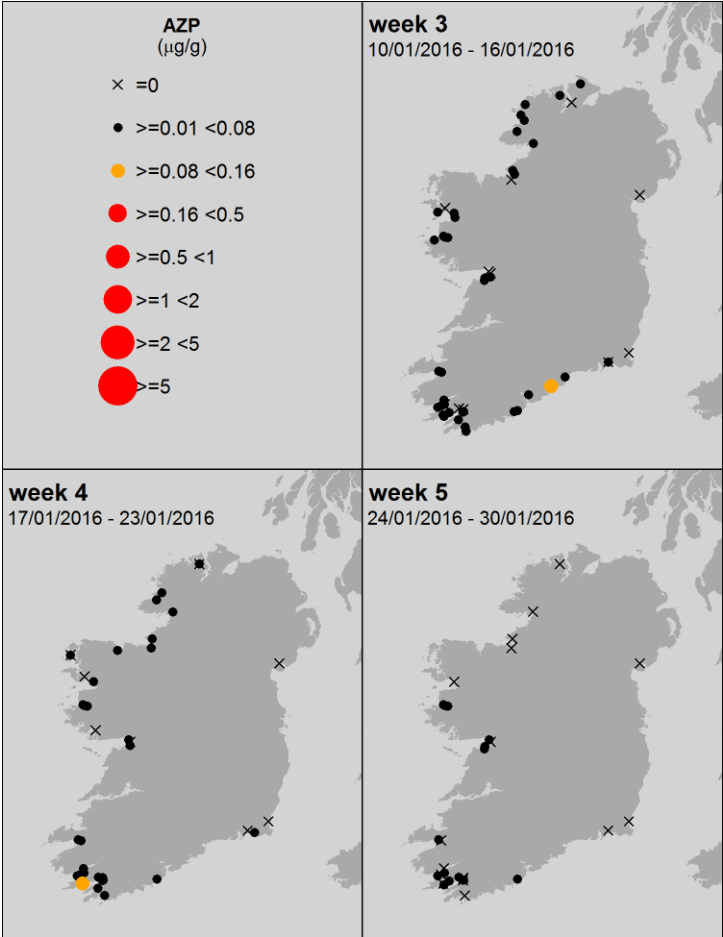 AZP
(µg/g)
=0
>=0.01 <0.08
>=0.08 <0.16
>=0.16 <0.5
>=0.5 <1
>=1 <2
>=2 <5
>=5
week 3
10/01/2016 - 16/01/2016
week 4
17/01/2016 - 23/01/2016
week 5
24/01/2016 - 30/01/2016